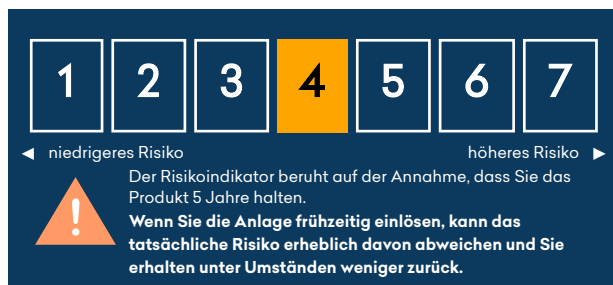 1 2 3 4 5 6 7
◄ niedrigeres Risiko höheres Risiko ►
Der Risikoindikator beruht auf der Annahme, dass Sie das
Produkt 5 Jahre halten.
!
Wenn Sie die Anlage frühzeitig einlösen, kann das
tatsächliche Risiko erheblich davon abweichen und Sie
erhalten unter Umständen weniger zurück.